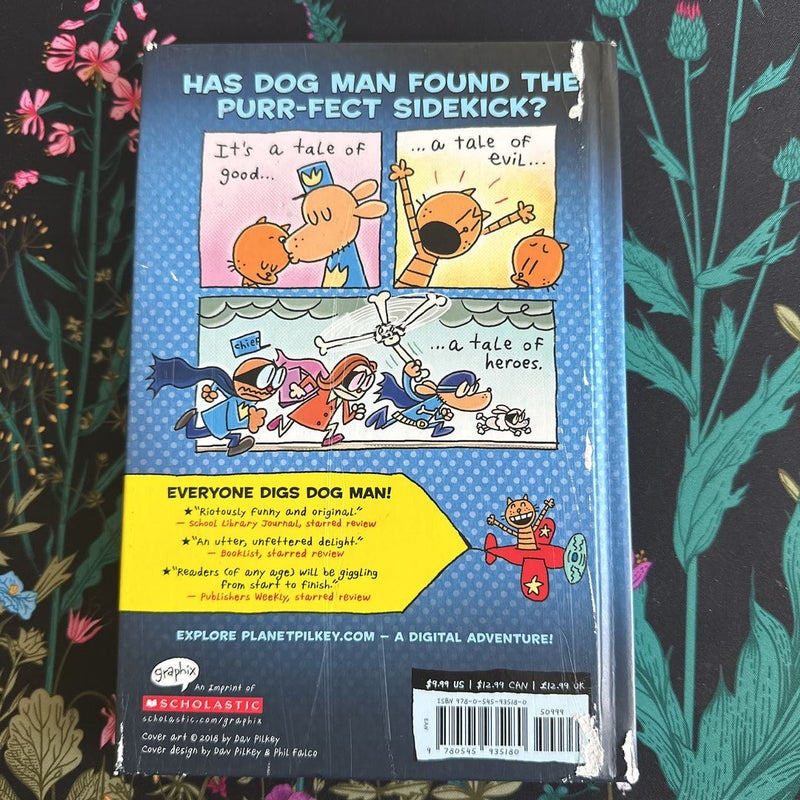 HAS DOG MAN FOUND THE
PURR-FECT SIDEKICK?
It's a tale of
good...
...a tale of
evil...
chief
...a tale of
heroes.
EVERYONE DIGS DOG MAN!
★"Riotously funny and original."
— School Library Journal, starred review
★"An utter, unfettered delight."
— Booklist, starred review
★"Readers (of any age) will be giggling
from start to finish."
— Publishers Weekly, starred review
EXPLORE PLANETPILKEY.COM — A DIGITAL ADVENTURE!
graphix
An Imprint of
SCHOLASTIC
scholastic.com/graphix
Cover art © 2018 by Dav Pilkey
Cover design by Dav Pilkey & Phil Falco
$9.99 US | $12.99 CAN | £12.99 UK
ISBN 978-0-545-93518-0
50999
EAN
9 780545 935180